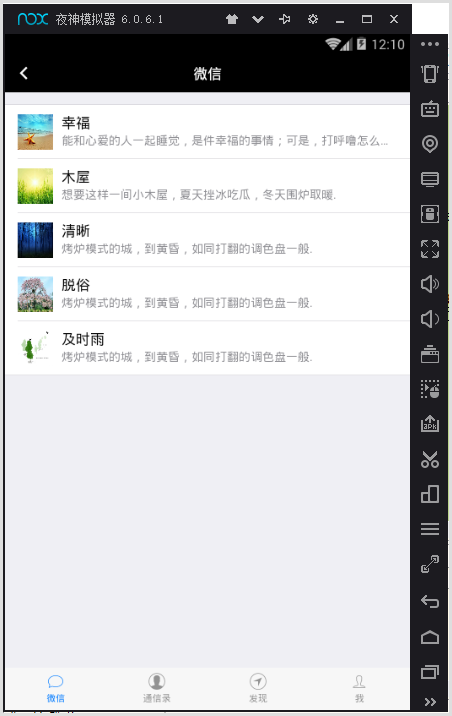 nox 夜神模拟器 6.0.6.1
12:10
微信
幸福
能和心爱的人一起睡觉，是件幸福的事情；可是，打呼噜怎么...
木屋
想要这样一间小木屋，夏天挫冰吃瓜，冬天围炉取暖.
清晰
烤炉模式的城，到黄昏，如同打翻的调色盘一般.
脱俗
烤炉模式的城，到黄昏，如同打翻的调色盘一般.
及时雨
烤炉模式的城，到黄昏，如同打翻的调色盘一般.
微信 通信录 发现 我